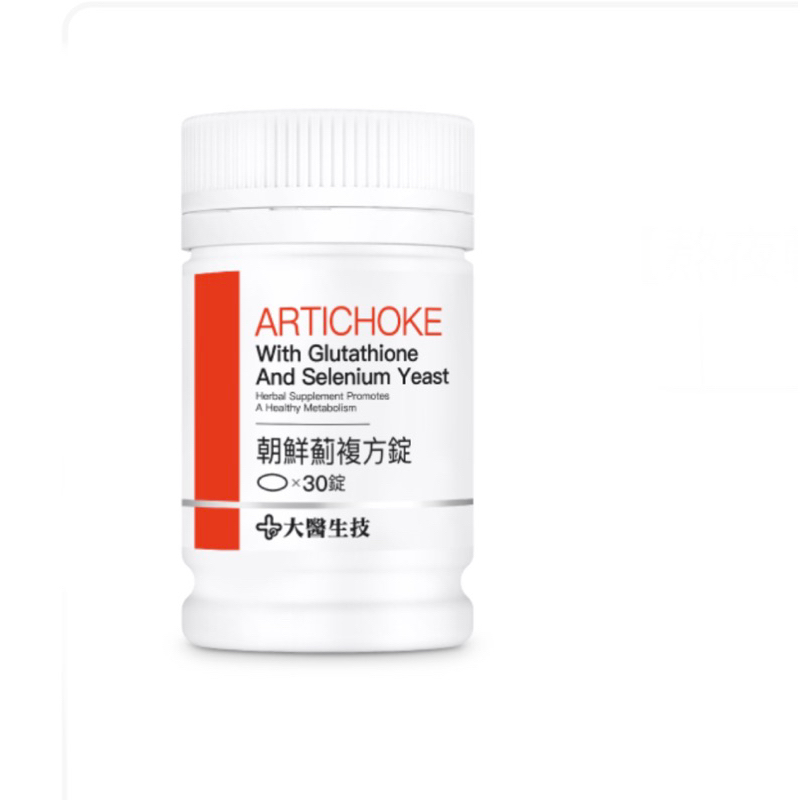 ARTICHOKE
With Glutathione
And Selenium Yeast
Herbal Supplement Promotes
A Healthy Metabolism
朝鮮薊複方錠
×30錠
大醫生技